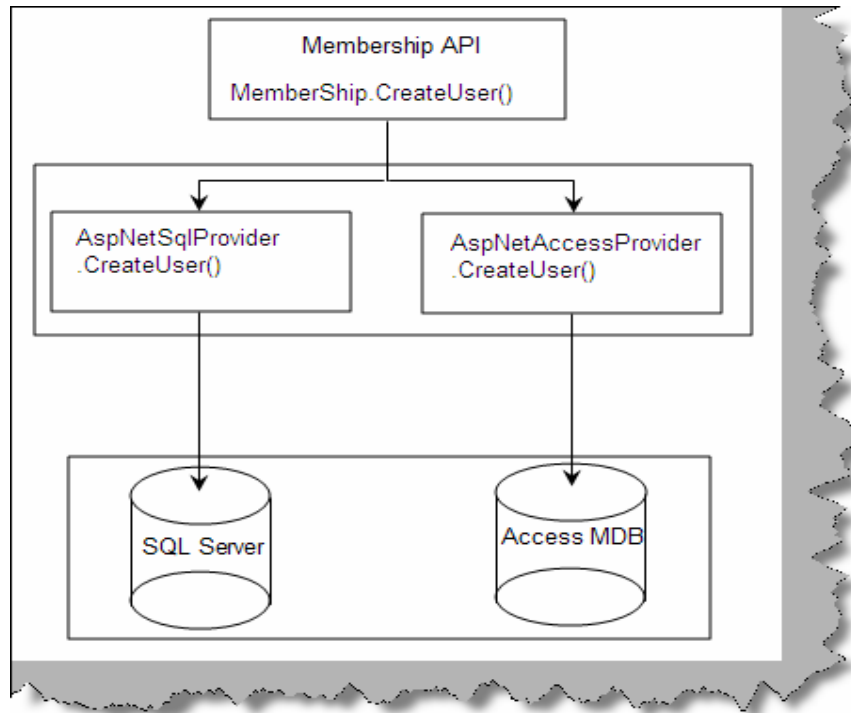 Membership API
MemberShip.CreateUser()
AspNetSqlProvider
.CreateUser()
AspNetAccessProvider
.CreateUser()
SQL Server
Access MDB